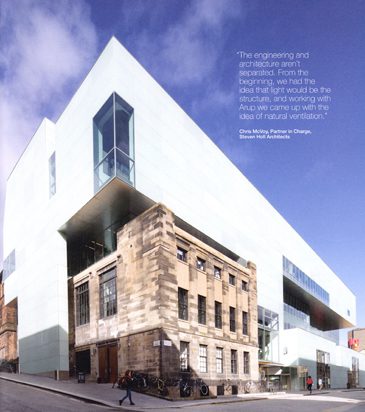 "The engineering and
architecture aren't
separated. From the
beginning, we had the
idea that light would be the
structure, and working with
Arup we came up with the
idea of natural ventilation."
Chris McVoy, Partner in Charge,
Steven Holl Architects